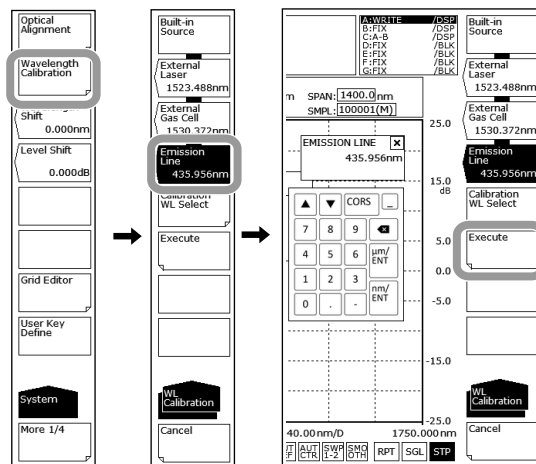 Optical
Alignment
Wavelength
Calibration
Shift
0.000nm
Level Shift
0.000dB
Grid Editor
User Key
Define
System
More 1/4
Built-in
Source
External
Laser
1523.488nm
External
Gas Cell
1530.372nm
Emission
Line
435.956nm
Calibration
WL Select
Execute
WL
Calibration
Cancel
A:WRITE /DSP
B:FIX /DSP
C:A-B /DSP
D:FIX /BLK
E:FIX /BLK
F:FIX /BLK
G:FIX /BLK
m SPAN: 1400.0 nm
SMPL: 100001(M)
25.0
EMISSION LINE
435.956nm
15.0
dB
CORS _
7 8 9
4 5 6 µm/
ENT
1 2 3 nm/
ENT
0 . -
5.0
0.0
-5.0
-15.0
-25.0
40.00nm/D 1750.000nm
AUT
CTR
SWP
1-2
SMO
OTH
RPT SGL STP
Built-in
Source
External
Laser
1523.488nm
External
Gas Cell
1530.372nm
Emission
Line
435.956nm
Calibration
WL Select
Execute
WL
Calibration
Cancel